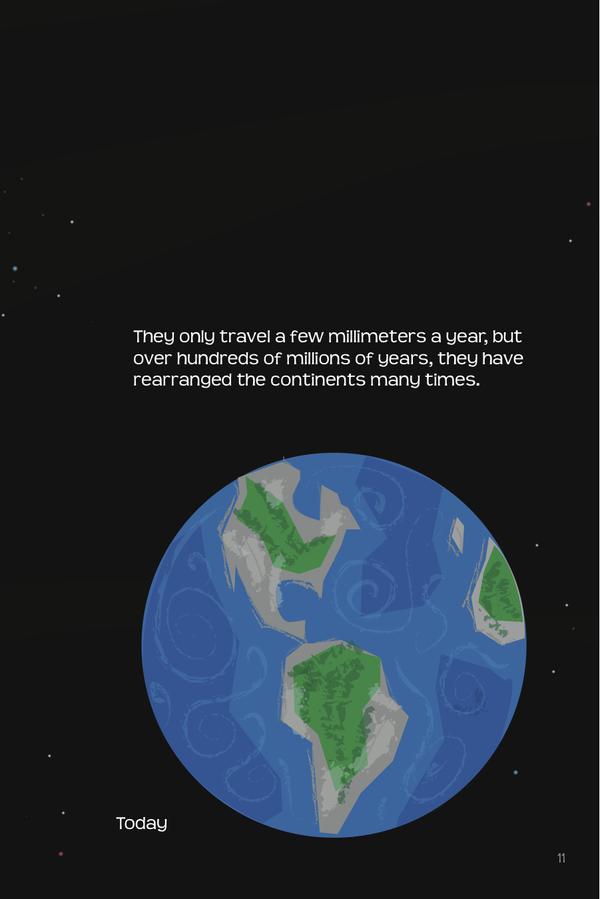 They only travel a few millimeters a year, but
over hundreds of millions of years, they have
rearranged the continents many times.
Today
11